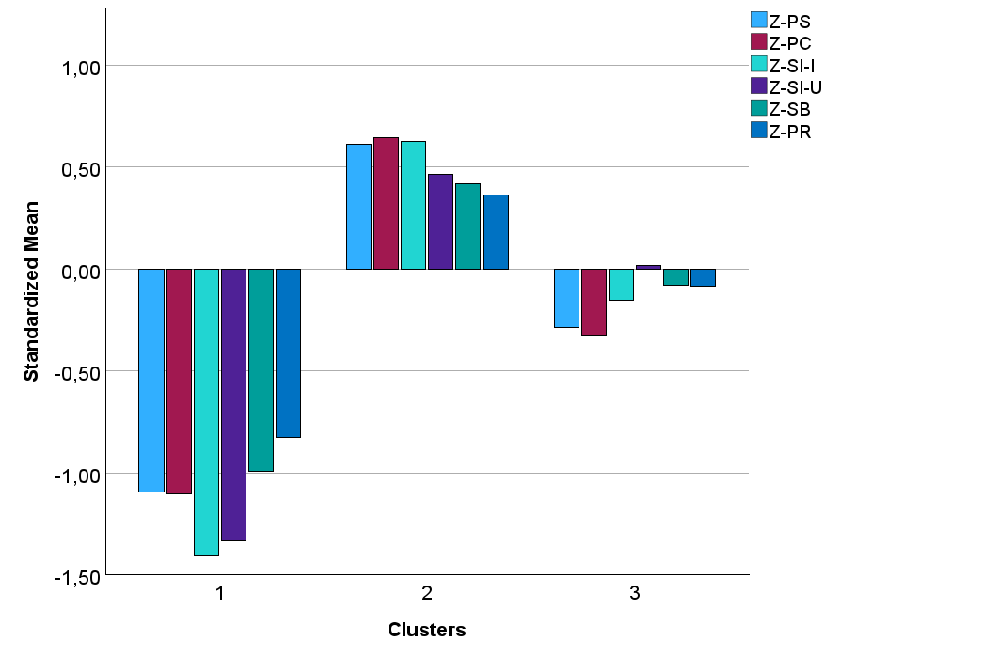 Z-PS
Z-PC
Z-SI-I
Z-SI-U
Z-SB
Z-PR
1,00
0,50
0,00
-0,50
-1,00
-1,50
Standardized Mean
1 2 3
Clusters